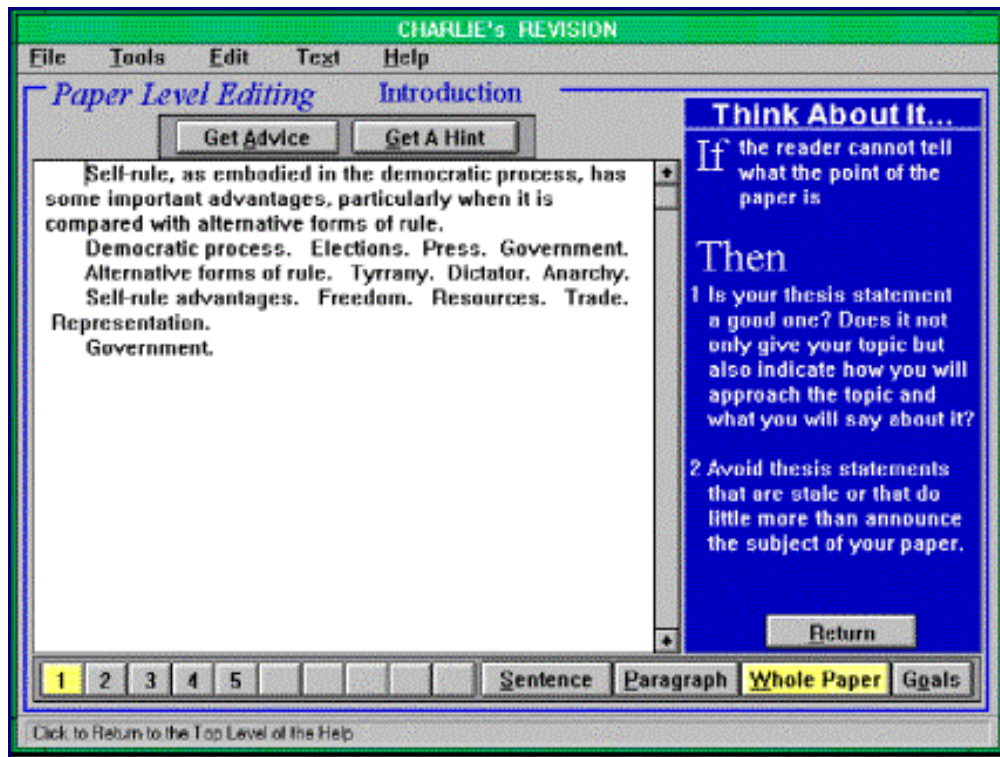 CHARLIE's REVISION
File Tools Edit Text Help
Paper Level Editing Introduction
Get Advice Get A Hint
Self-rule, as embodied in the democratic process, has
some important advantages, particularly when it is
compared with alternative forms of rule.
Democratic process. Elections. Press. Government.
Alternative forms of rule. Tyrrany. Dictator. Anarchy.
Self-rule advantages. Freedom. Resources. Trade.
Representation.
Government.
Think About It...
If the reader cannot tell
what the point of the
paper is
Then
1 Is your thesis statement
a good one? Does it not
only give your topic but
also indicate how you will
approach the topic and
what you will say about it?
2 Avoid thesis statements
that are stale or that do
little more than announce
the subject of your paper.
Return
1 2 3 4 5 Sentence Paragraph Whole Paper Goals
Click to Return to the Top Level of the Help